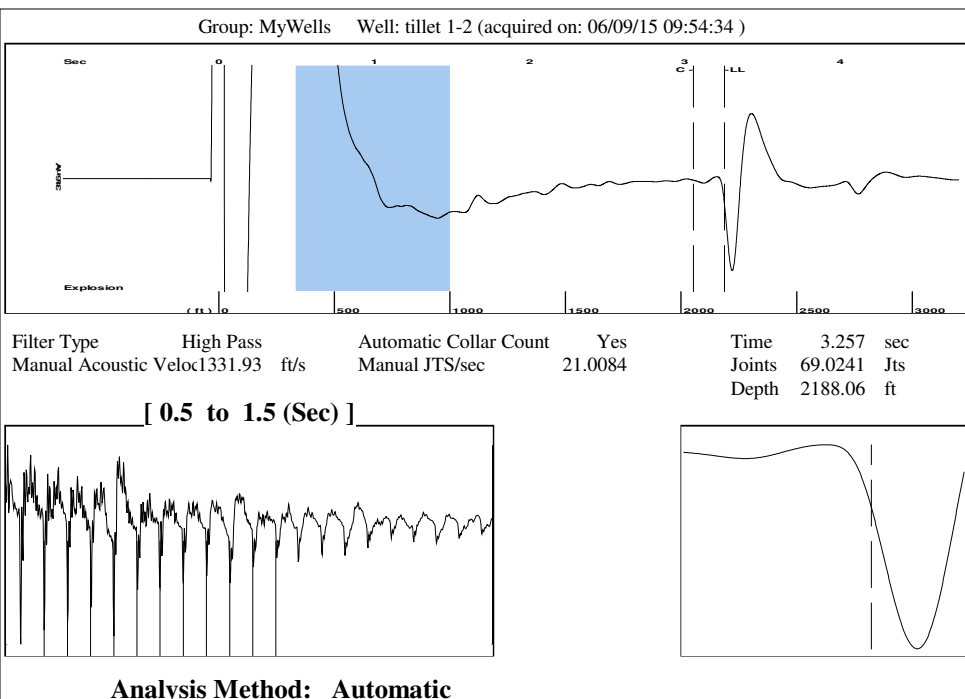 Group: MyWells Well: tillet 1-2 (acquired on: 06/09/15 09:54:34 )
Sec 0 1 2 3 4
C LL
Explosion
(ft) 0 500 1000 1500 2000 2500 3000
Filter Type High Pass Automatic Collar Count Yes Time 3.257 sec
Manual Acoustic Veloc1331.93 ft/s Manual JTS/sec 21.0084 Joints 69.0241 Jts
Depth 2188.06 ft
[ 0.5 to 1.5 (Sec) ]
Analysis Method: Automatic